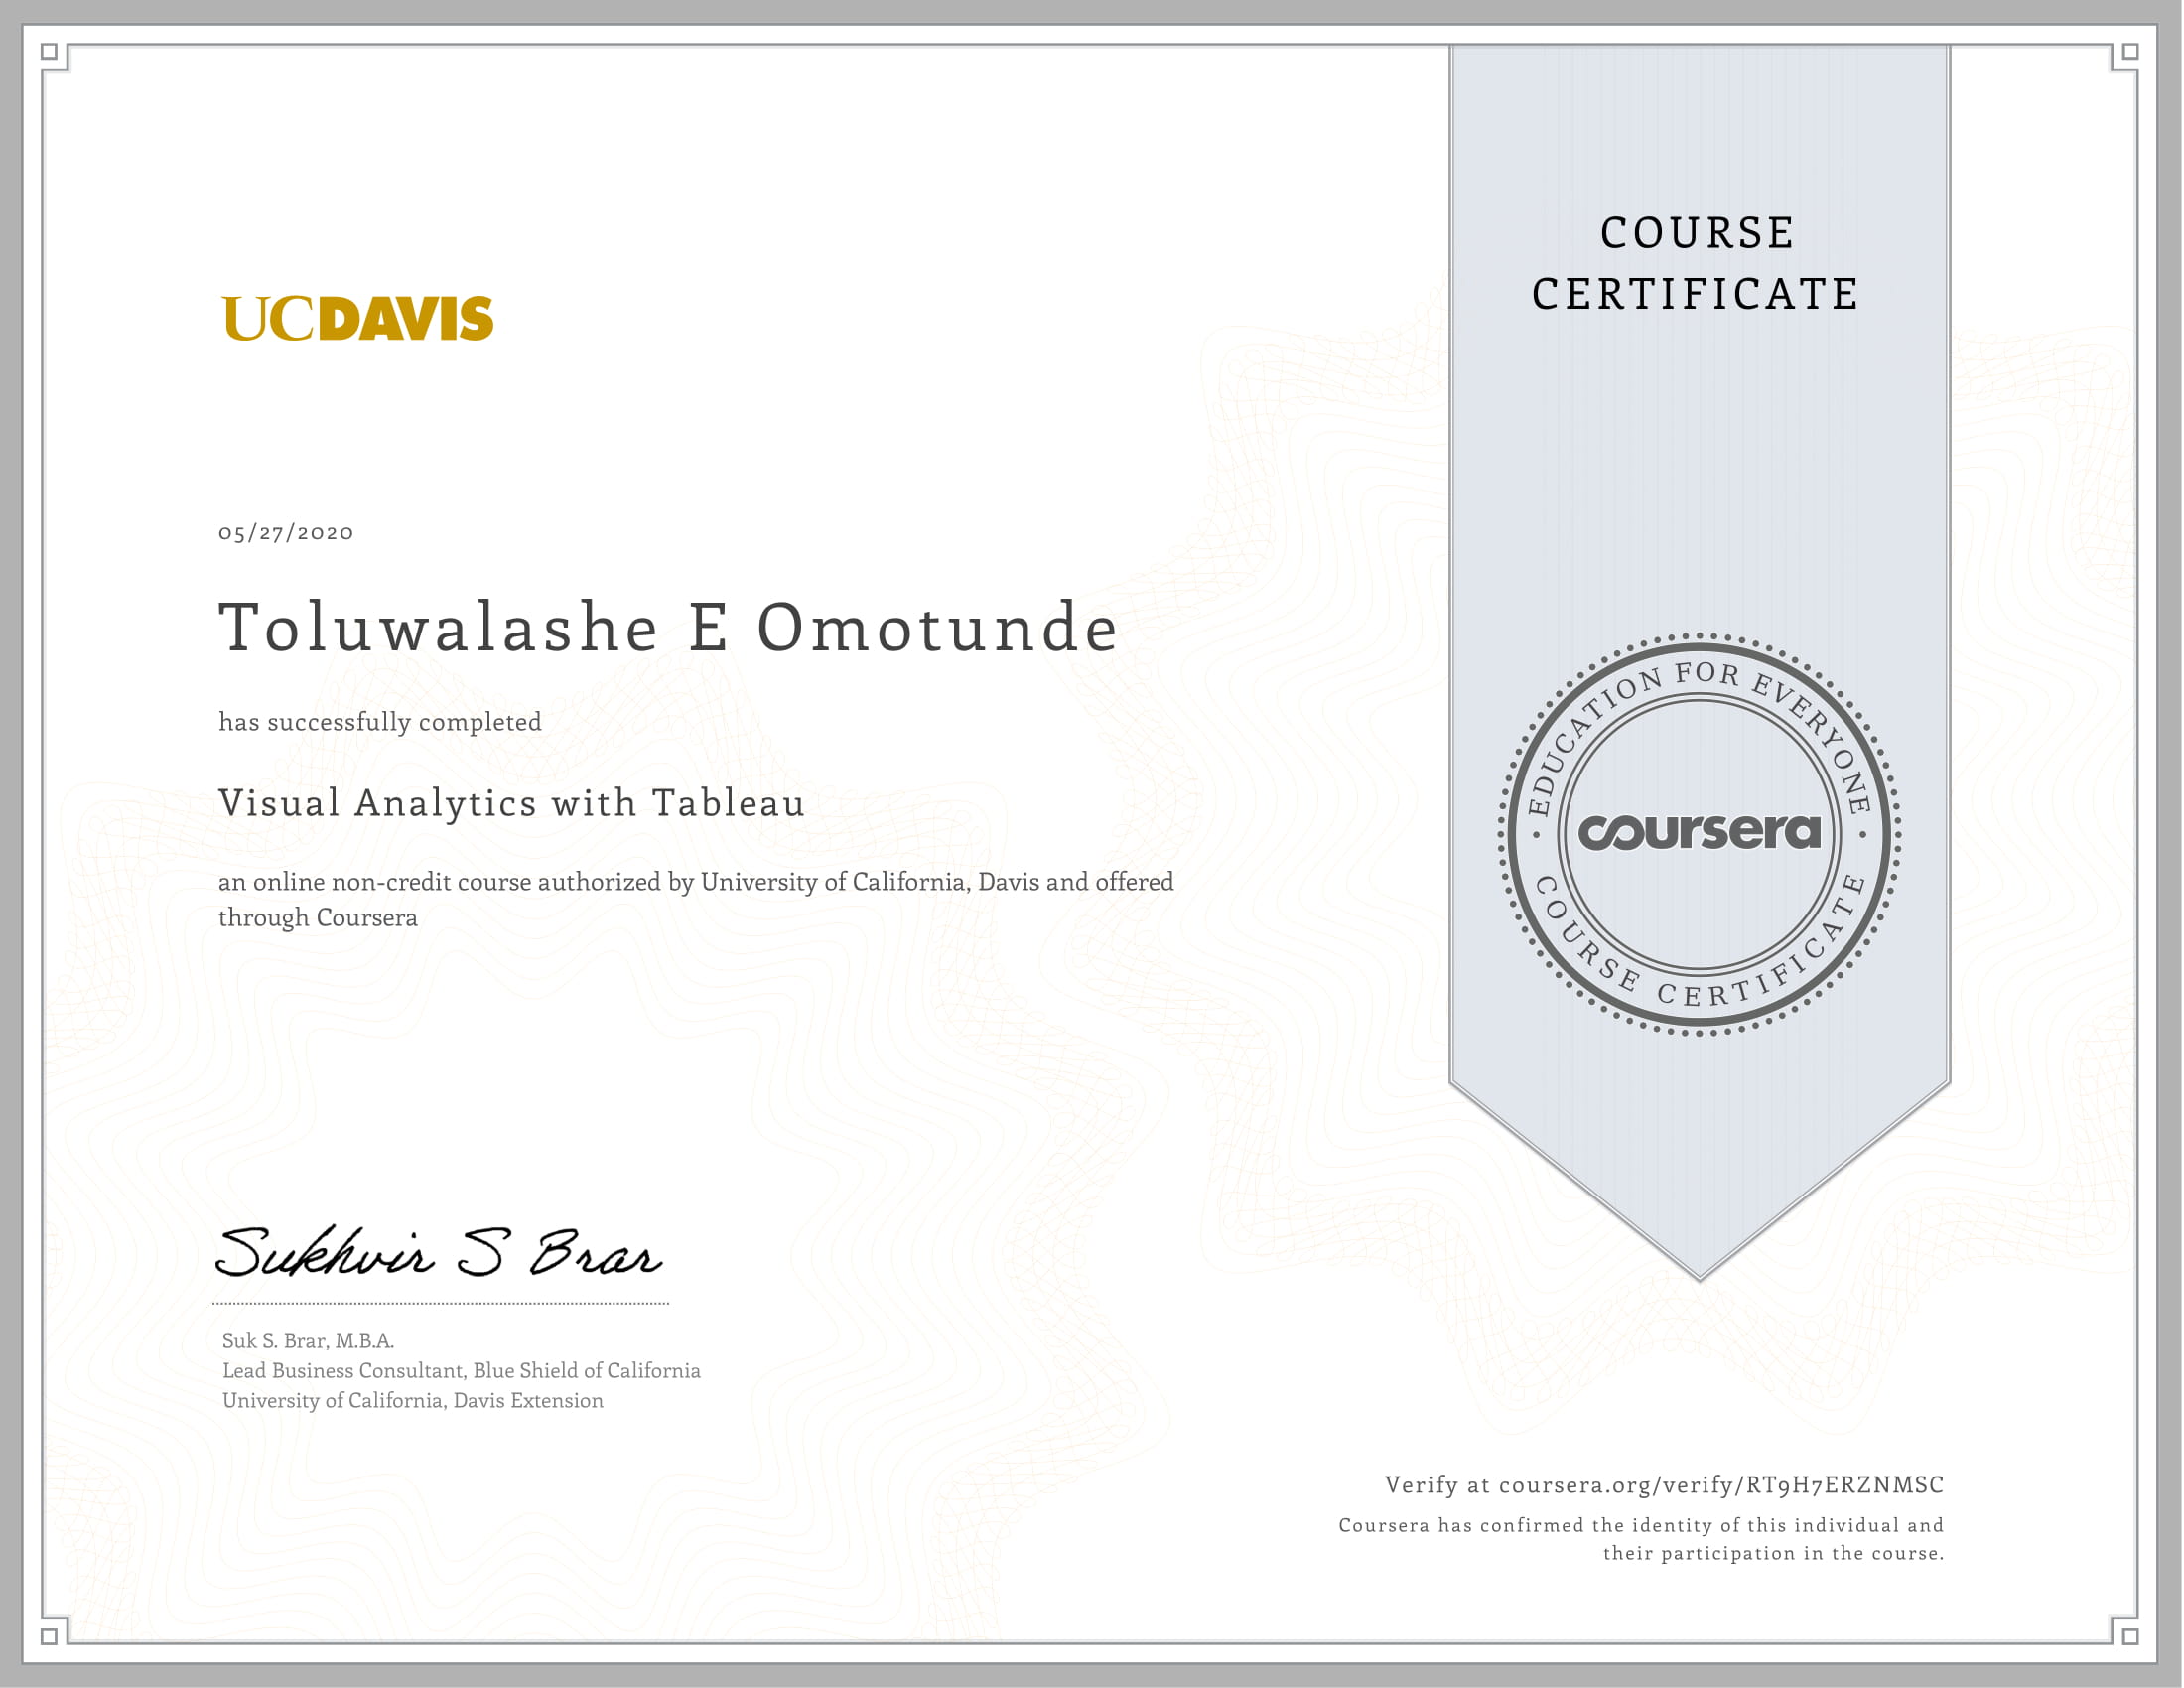 COURSE
CERTIFICATE
UCDAVIS
05/27/2020
Toluwalashe E Omotunde
has successfully completed
Visual Analytics with Tableau
an online non-credit course authorized by University of California, Davis and offered
through Coursera
EDUCATION FOR EVERYONE
coursera
COURSE CERTIFICATE
Sukhvir S Brar
Suk S. Brar, M.B.A.
Lead Business Consultant, Blue Shield of California
University of California, Davis Extension
Verify at coursera.org/verify/RT9H7ERZNMSC
Coursera has confirmed the identity of this individual and
their participation in the course.